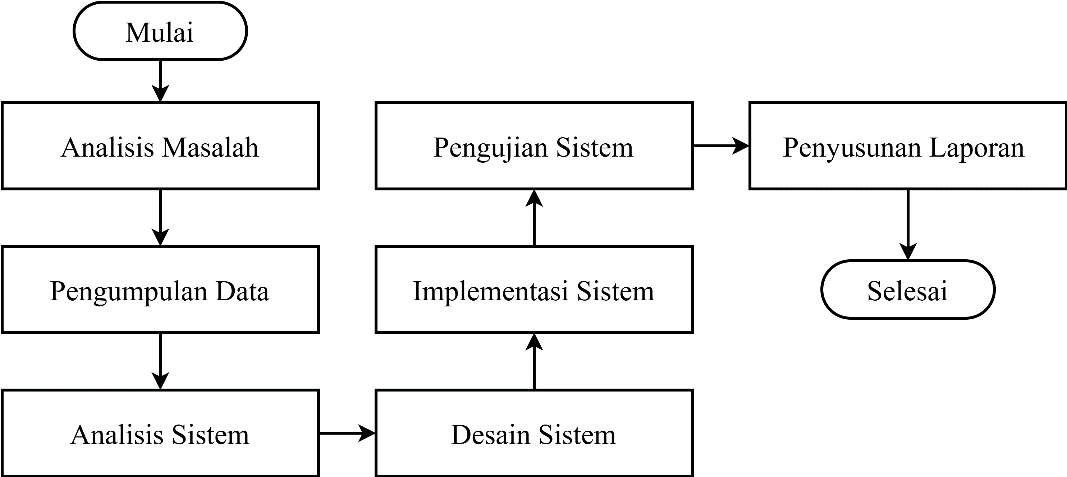 Mulai
Analisis Masalah
Pengumpulan Data
Analisis Sistem
Desain Sistem
Implementasi Sistem
Pengujian Sistem
Penyusunan Laporan
Selesai